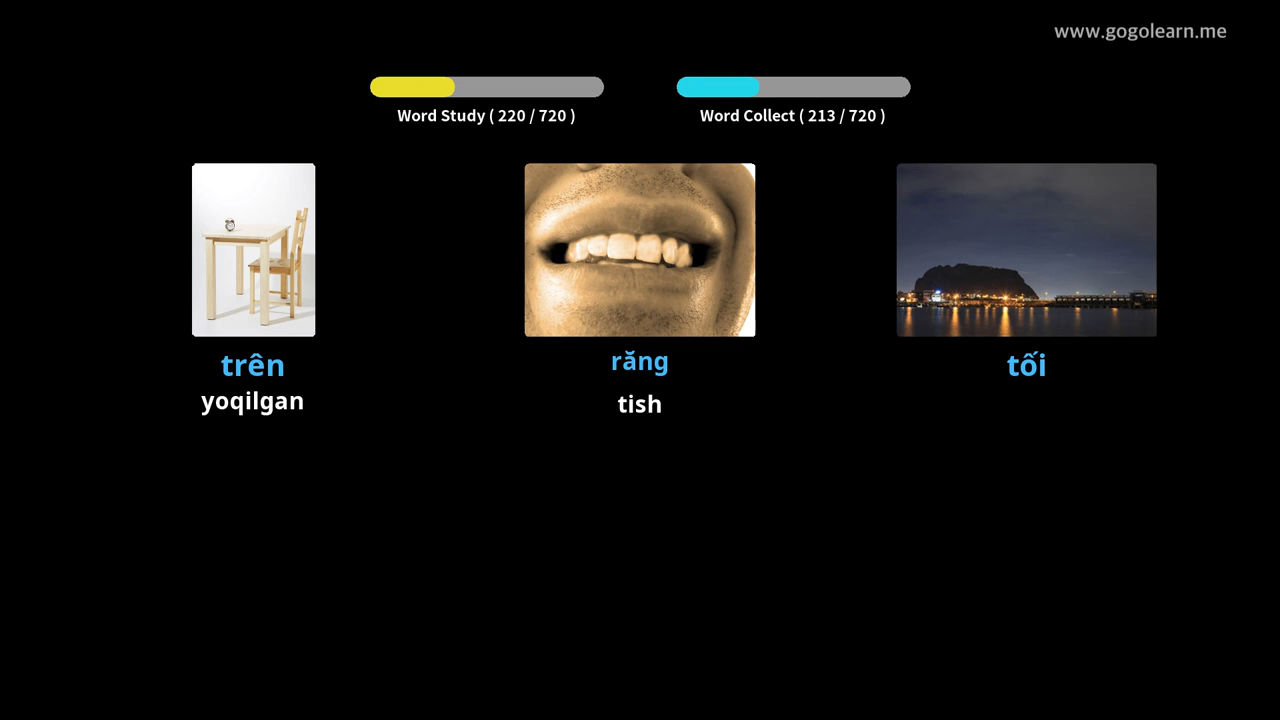 www.gogolearn.me
Word Study ( 220 / 720 )
Word Collect ( 213 / 720 )
trên
yoqilgan
răng
tish
tối